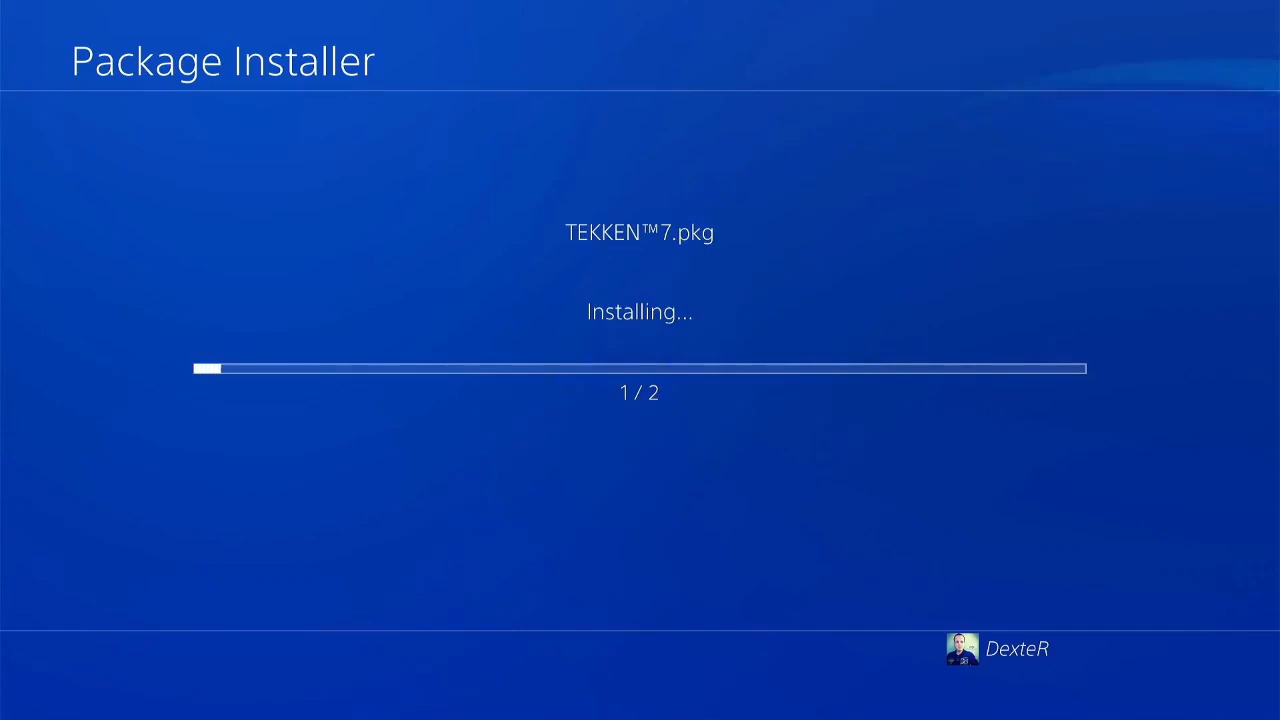 Package Installer
TEKKEN™7.pkg
Installing...
1 / 2
DexteR